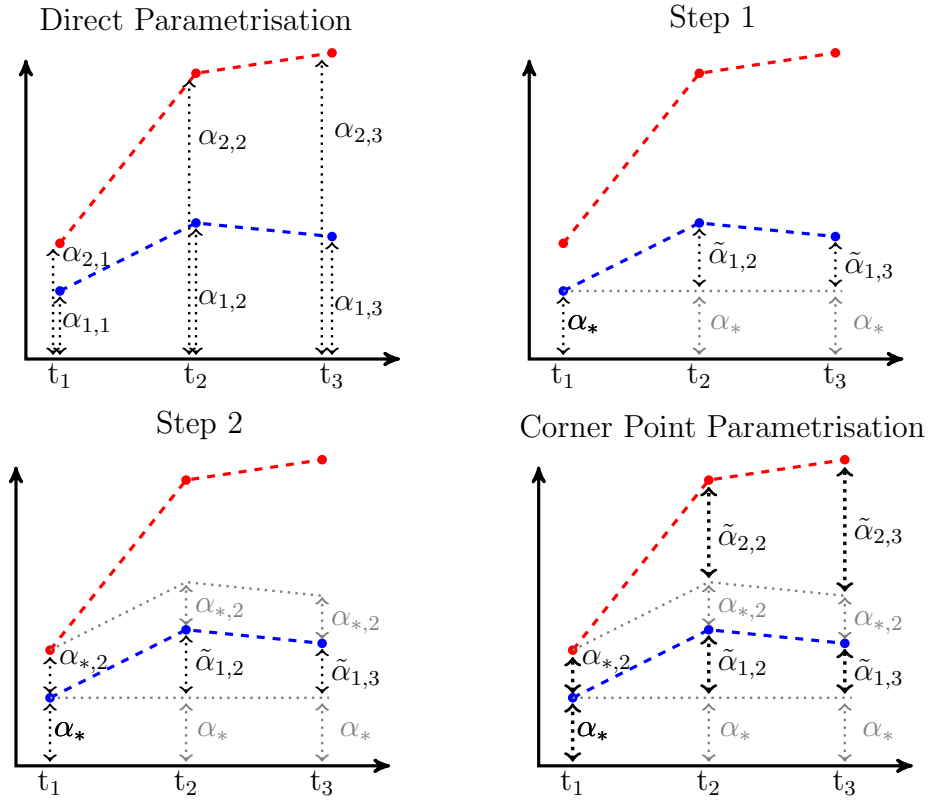 Direct Parametrisation
α₂,₂
α₂,₃
α₂,₁
α₁,₁
α₁,₂
α₁,₃
t₁ t₂ t₃
Step 1
α̃₁,₂
α̃₁,₃
α* α* α*
t₁ t₂ t₃
Step 2
α*,₂
α*,₂
α*,₂
α̃₁,₂
α̃₁,₃
α* α* α*
t₁ t₂ t₃
Corner Point Parametrisation
α̃₂,₂
α̃₂,₃
α*,₂
α*,₂
α*,₂
α̃₁,₂
α̃₁,₃
α* α* α*
t₁ t₂ t₃